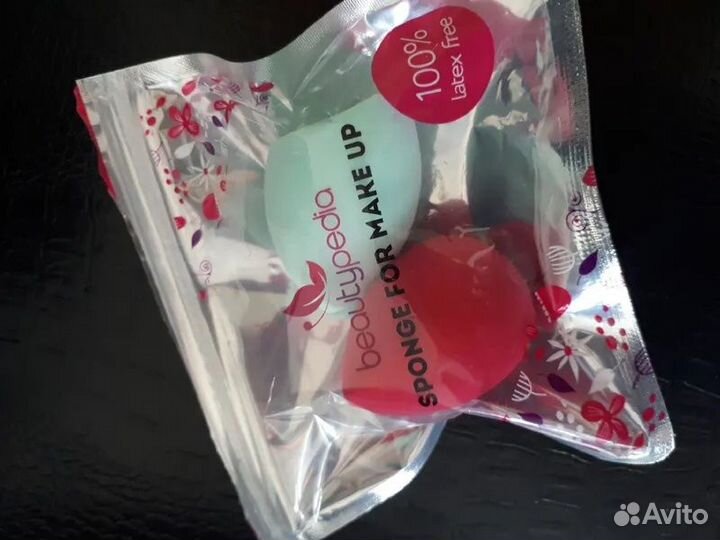 100%
latex free
beautypedia
SPONGE FOR MAKE UP
Avito